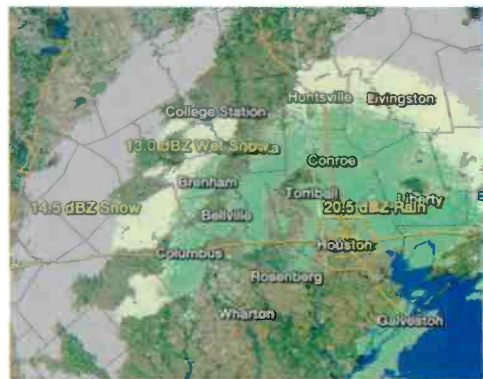 Huntsville
Livingston
College Station
13.0 dBZ Wet Snow
Conroe
Brenham
Tomball
Liberty
14.5 dBZ Snow
20.5 dBZ Rain
Bellville
Houston
Columbus
Rosenberg
Wharton
Galveston